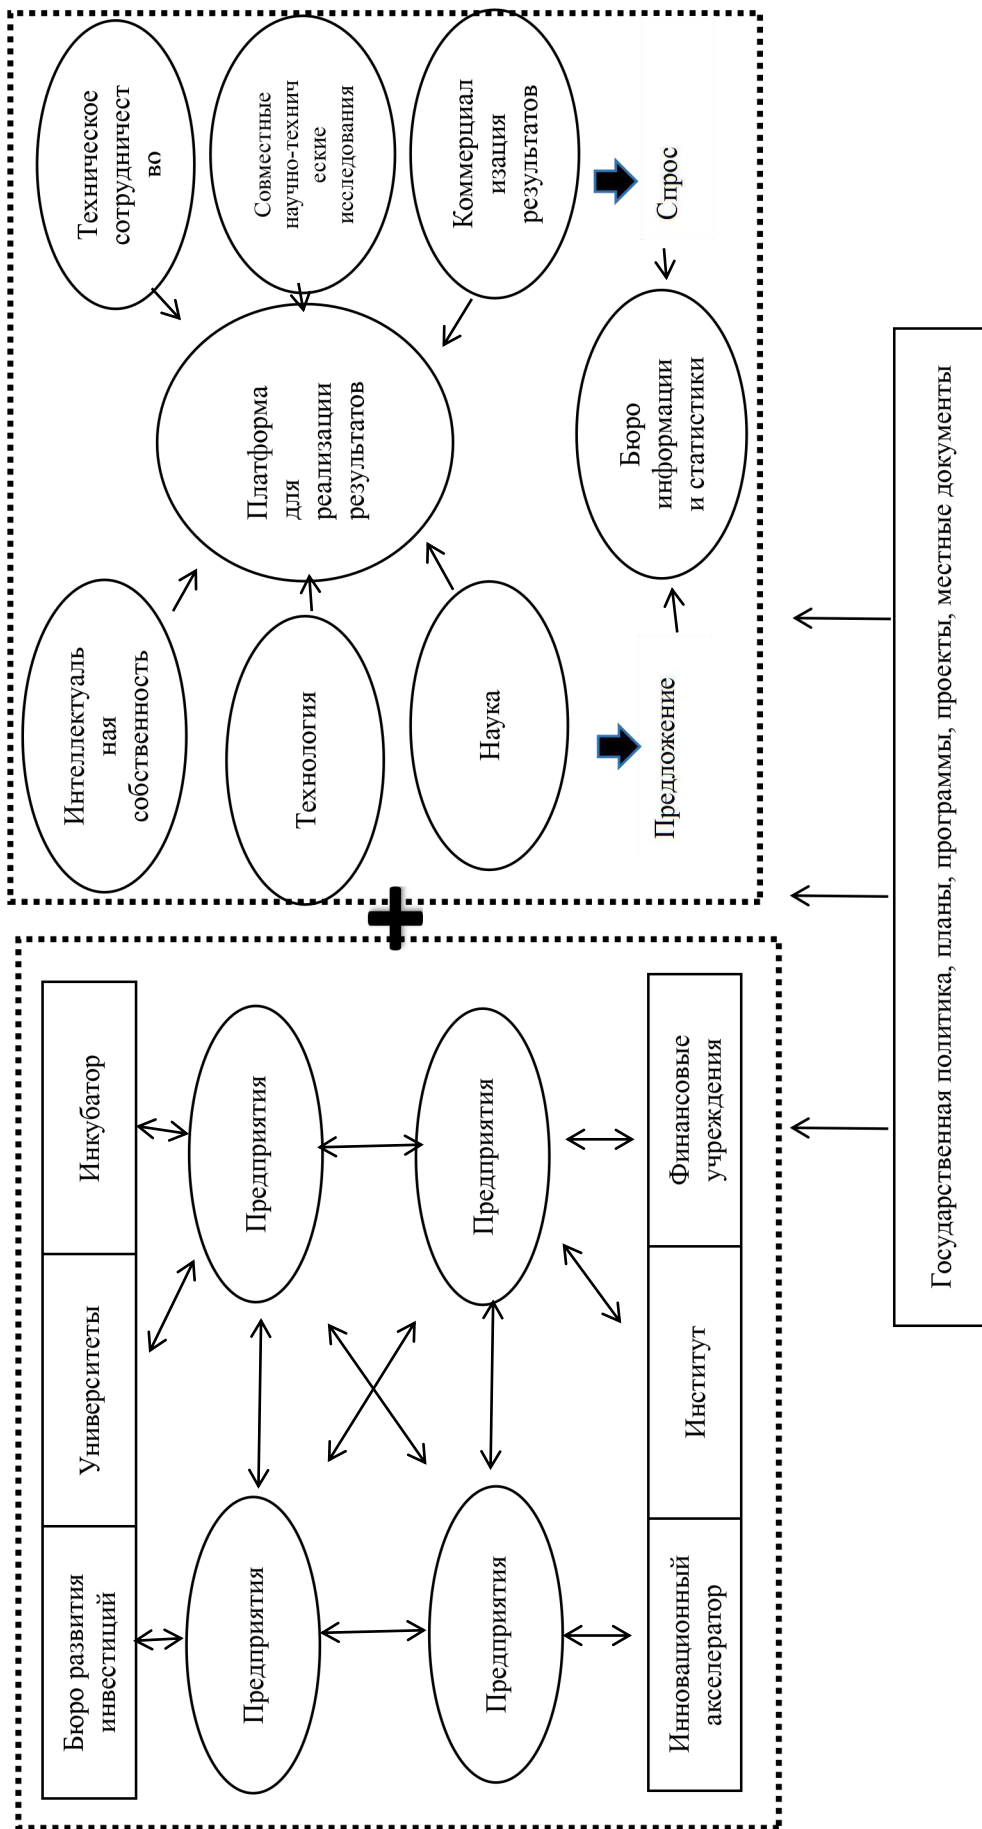 Бюро развития
инвестиций
Университеты
Инкубатор
Предприятия
Предприятия
Предприятия
Предприятия
Инновационный
акселератор
Институт
Финансовые
учреждения
Интеллектуаль
ная
собственность
Технология
Наука
Предложение
Платформа
для
реализации
результатов
Бюро
информации
и статистики
Техническое
сотрудничест
во
Совместные
научно-технич
еские
исследования
Коммерциал
изация
результатов
Спрос
Государственная политика, планы, программы, проекты, местные документы